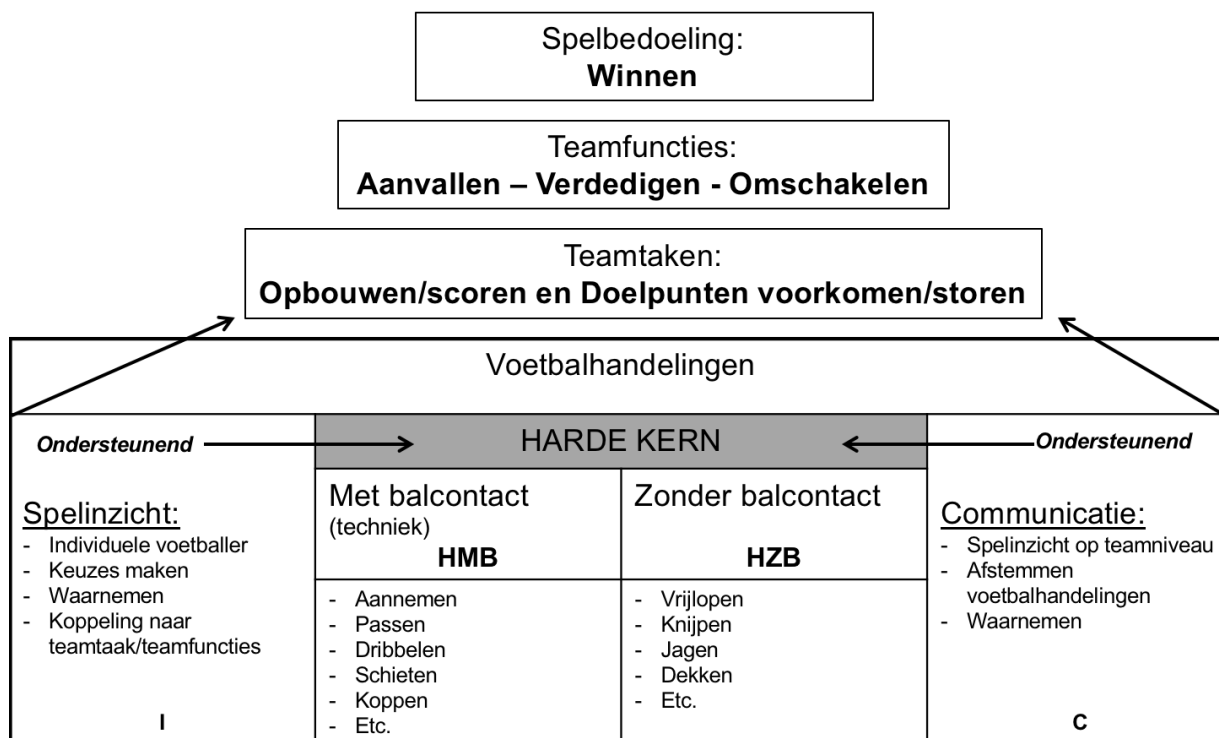 Spelbedoeling:
Winnen
Teamfuncties:
Aanvallen – Verdedigen - Omschakelen
Teamtaken:
Opbouwen/scoren en Doelpunten voorkomen/storen
Voetbalhandelingen
Ondersteunend
HARDE KERN
Ondersteunend
Spelinzicht:
- Individuele voetballer
- Keuzes maken
- Waarnemen
- Koppeling naar
teamtaak/teamfuncties
I
Met balcontact
(techniek)
HMB
- Aannemen
- Passen
- Dribbelen
- Schieten
- Koppen
- Etc.
Zonder balcontact
HZB
- Vrijlopen
- Knijpen
- Jagen
- Dekken
- Etc.
Communicatie:
- Spelinzicht op teamniveau
- Afstemmen
voetbalhandelingen
- Waarnemen
C